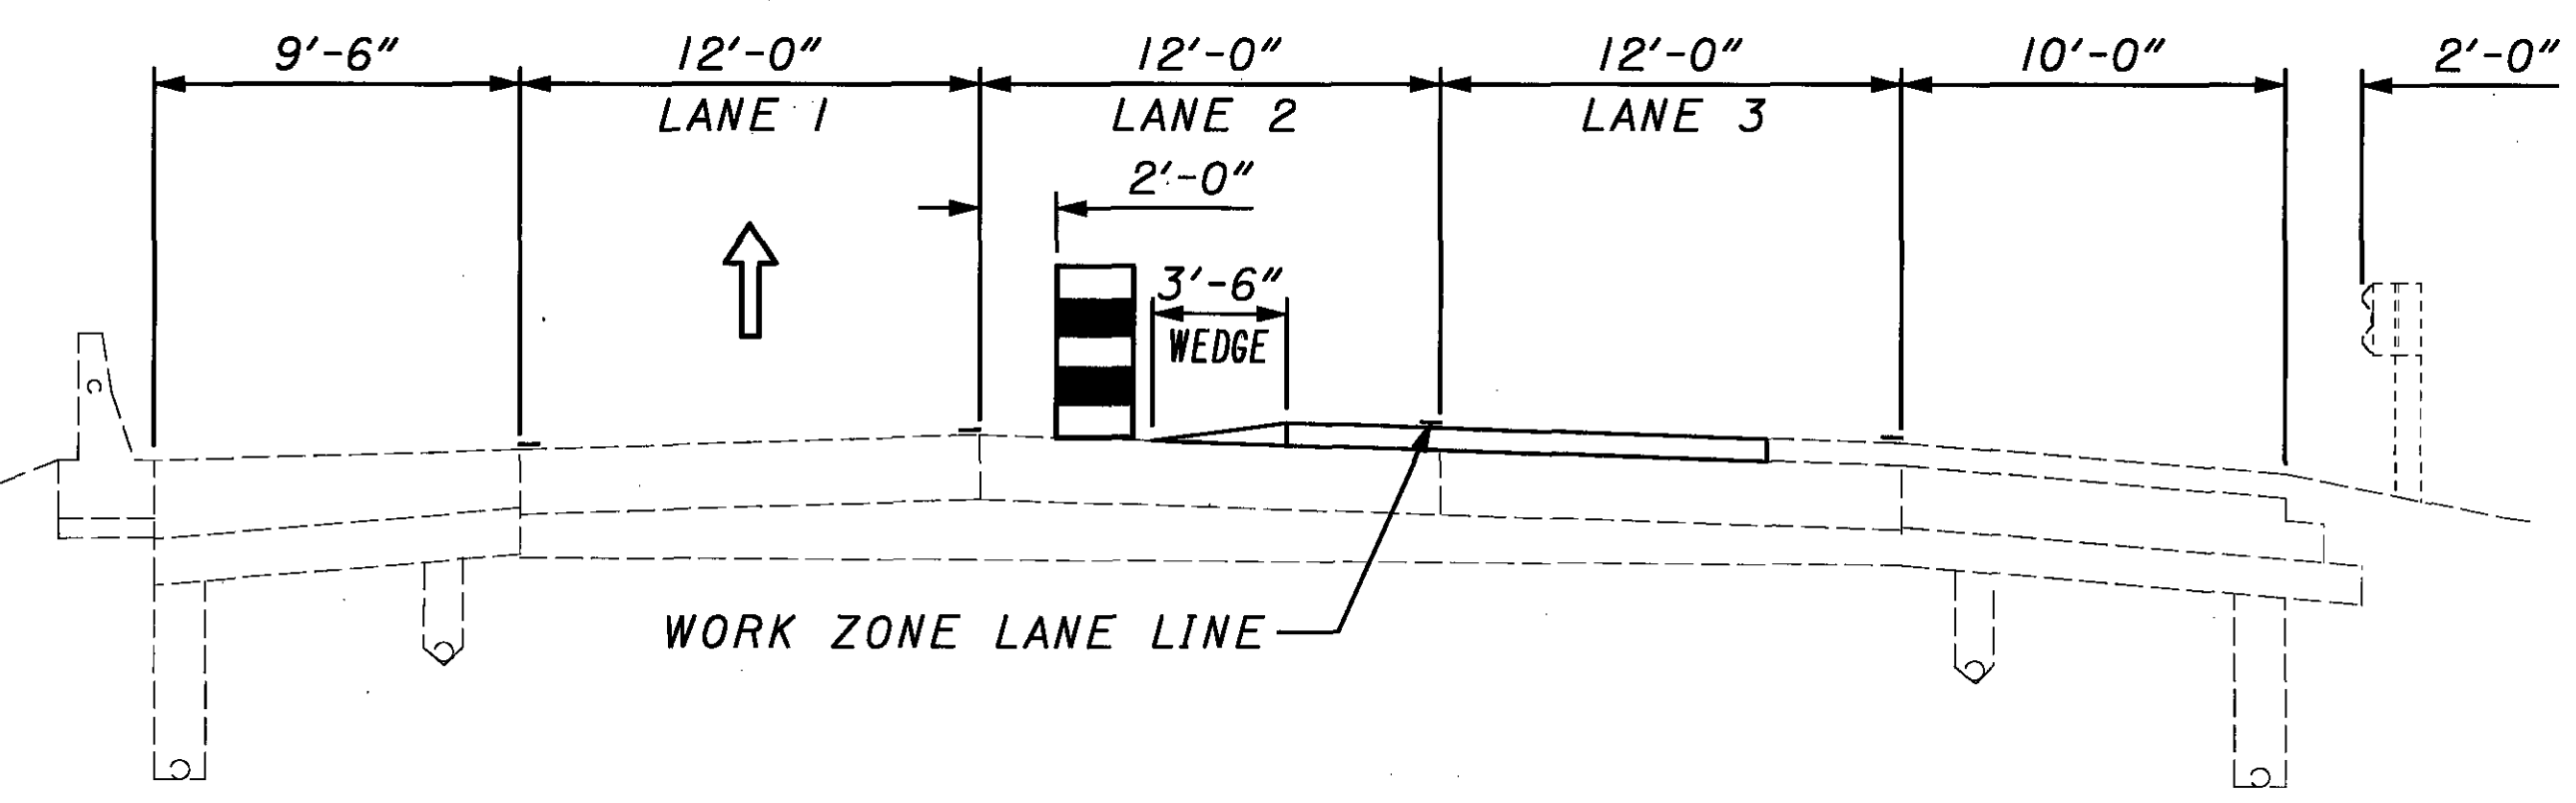 9'-6" 12'-0" 12'-0" 12'-0" 10'-0" 2'-0"
LANE 1 LANE 2 LANE 3
2'-0"
3'-6"
WEDGE
WORK ZONE LANE LINE